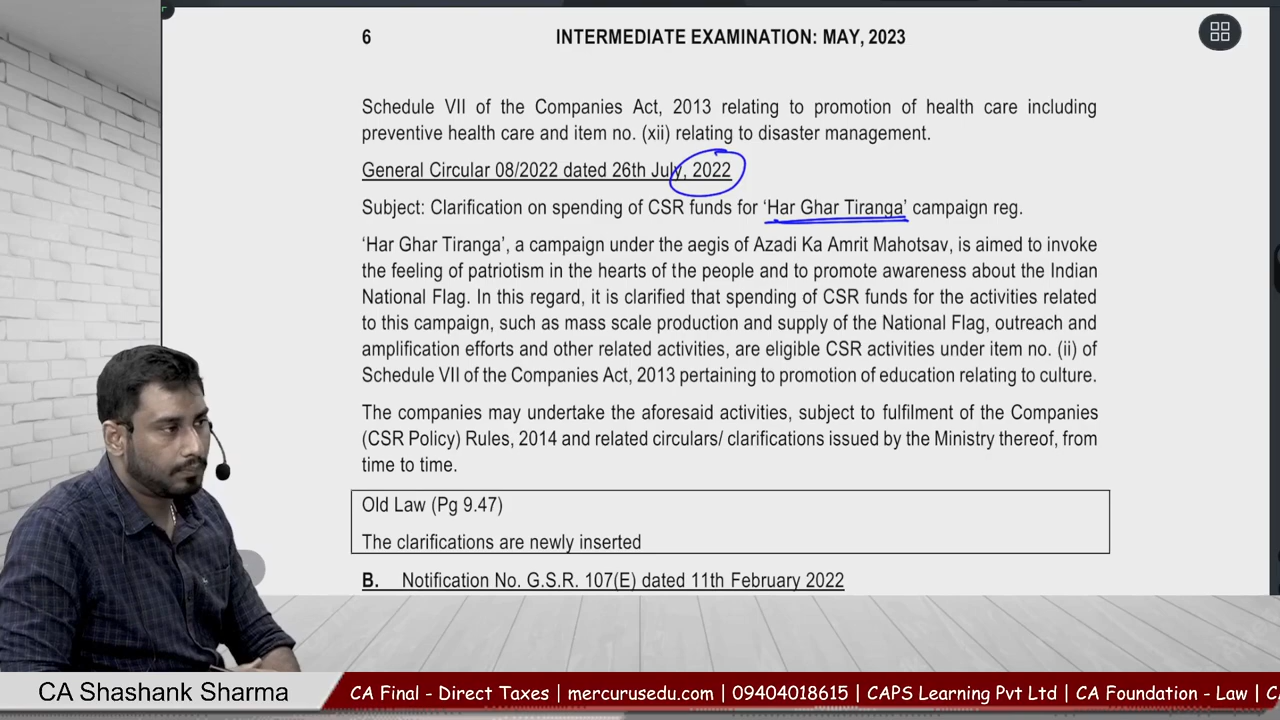 6 INTERMEDIATE EXAMINATION: MAY, 2023
Schedule VII of the Companies Act, 2013 relating to promotion of health care including
preventive health care and item no. (xii) relating to disaster management.
General Circular 08/2022 dated 26th July, 2022
Subject: Clarification on spending of CSR funds for ‘Har Ghar Tiranga’ campaign reg.
‘Har Ghar Tiranga’, a campaign under the aegis of Azadi Ka Amrit Mahotsav, is aimed to invoke
the feeling of patriotism in the hearts of the people and to promote awareness about the Indian
National Flag. In this regard, it is clarified that spending of CSR funds for the activities related
to this campaign, such as mass scale production and supply of the National Flag, outreach and
amplification efforts and other related activities, are eligible CSR activities under item no. (ii) of
Schedule VII of the Companies Act, 2013 pertaining to promotion of education relating to culture.
The companies may undertake the aforesaid activities, subject to fulfilment of the Companies
(CSR Policy) Rules, 2014 and related circulars/ clarifications issued by the Ministry thereof, from
time to time.
Old Law (Pg 9.47)
The clarifications are newly inserted
B. Notification No. G.S.R. 107(E) dated 11th February 2022
CA Shashank Sharma
CA Final - Direct Taxes | mercurusedu.com | 09404018615 | CAPS Learning Pvt Ltd | CA Foundation - Law |